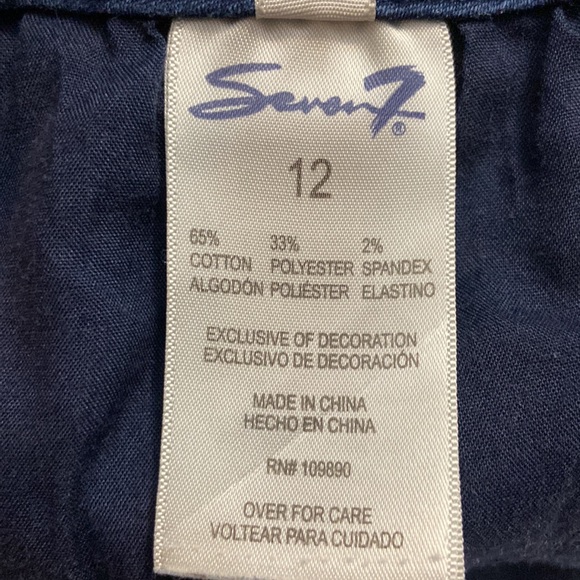 Seven7®
12
65% 33% 2%
COTTON POLYESTER SPANDEX
ALGODÓN POLIÉSTER ELASTINO
EXCLUSIVE OF DECORATION
EXCLUSIVO DE DECORACIÓN
MADE IN CHINA
HECHO EN CHINA
RN# 109890
OVER FOR CARE
VOLTEAR PARA CUIDADO